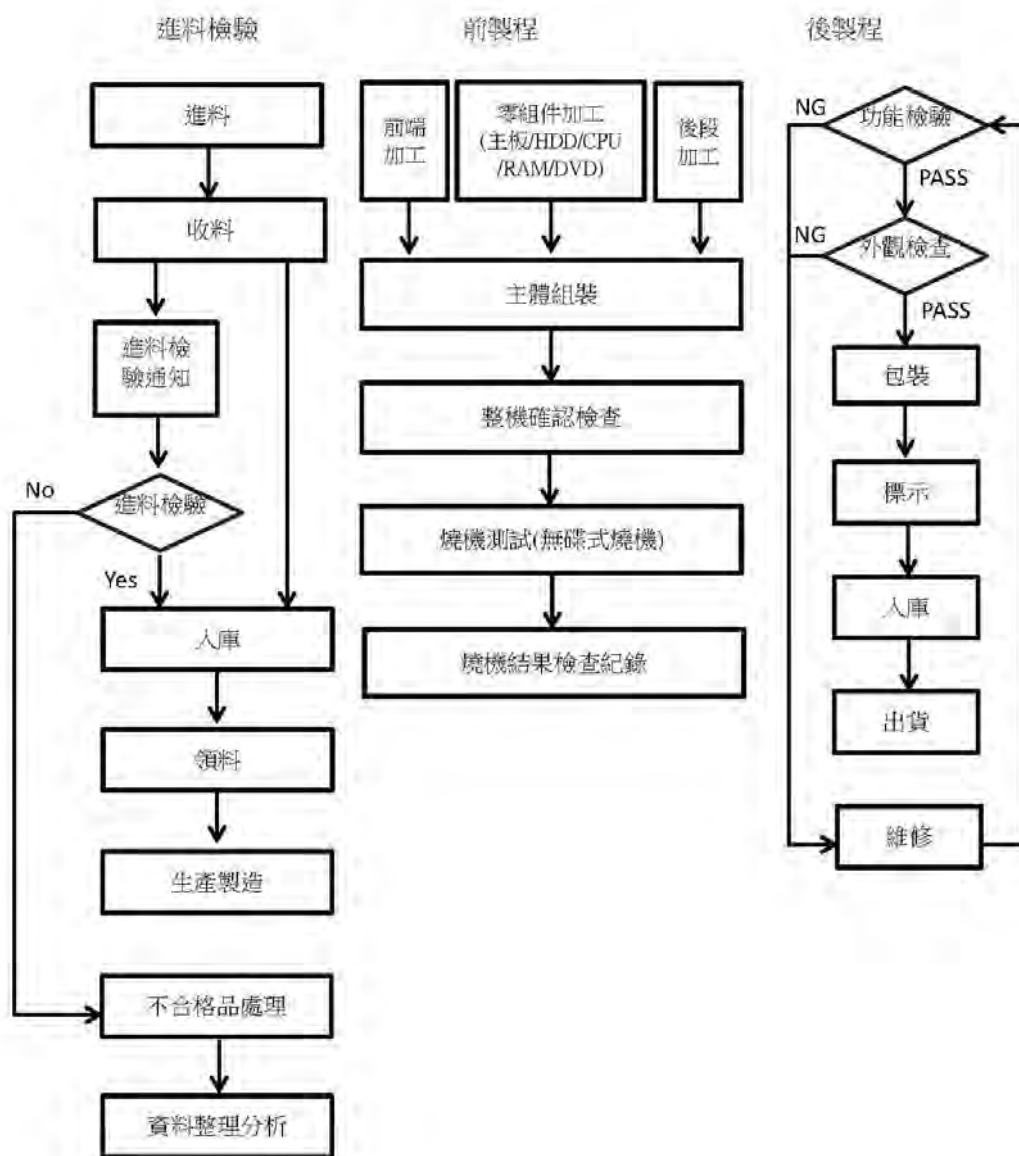 進料檢驗
進料
收料
進料檢
驗通知
進料檢驗
No
Yes
入庫
領料
生產製造
不合格品處理
資料整理分析
前製程
前端
加工
零組件加工
(主板/HDD/CPU
/RAM/DVD)
後段
加工
主體組裝
整機確認檢查
燒機測試(無碟式燒機)
燒機結果檢查紀錄
後製程
功能檢驗
NG
PASS
外觀檢查
NG
PASS
包裝
標示
入庫
出貨
維修